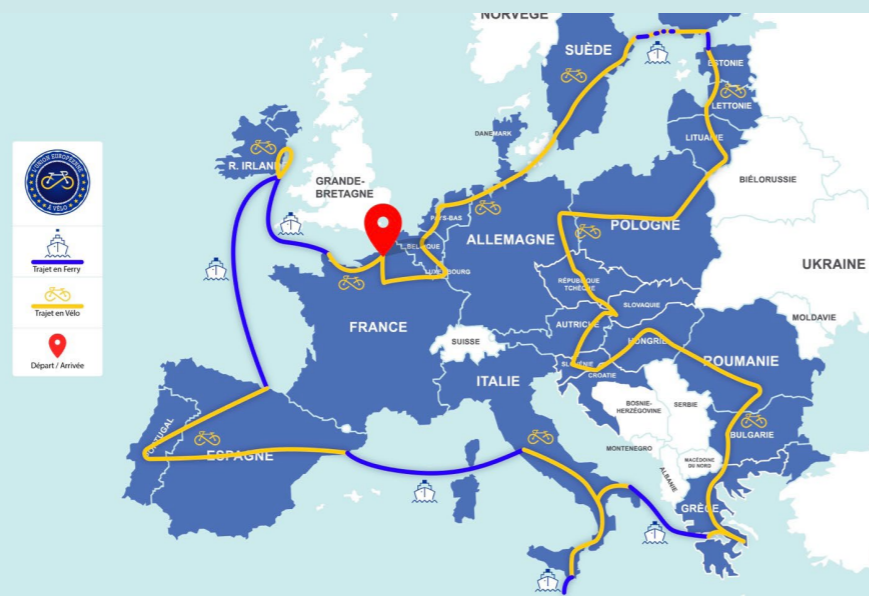 NORVÈGE
SUÈDE
ESTONIE
LETTONIE
DANEMARK
LITUANIE
R. IRLANDE
L'UNION EUROPÉENNE
À VÉLO
GRANDE-
BRETAGNE
BIÉLORUSSIE
PAYS-BAS
POLOGNE
ALLEMAGNE
BELGIQUE
Trajet en Ferry
LUXEMBOURG
UKRAINE
RÉPUBLIQUE
TCHÈQUE
SLOVAQUIE
Trajet en Vélo
MOLDAVIE
AUTRICHE
FRANCE
SUISSE
HONGRIE
ROUMANIE
Départ / Arrivée
SLOVÉNIE
CROATIE
ITALIE
BOSNIE-
HERZÉGOVINE
SERBIE
PORTUGAL
BULGARIE
MONTENEGRO
ESPAGNE
MACÉDOINE
DU NORD
ALBANIE
GRÈCE